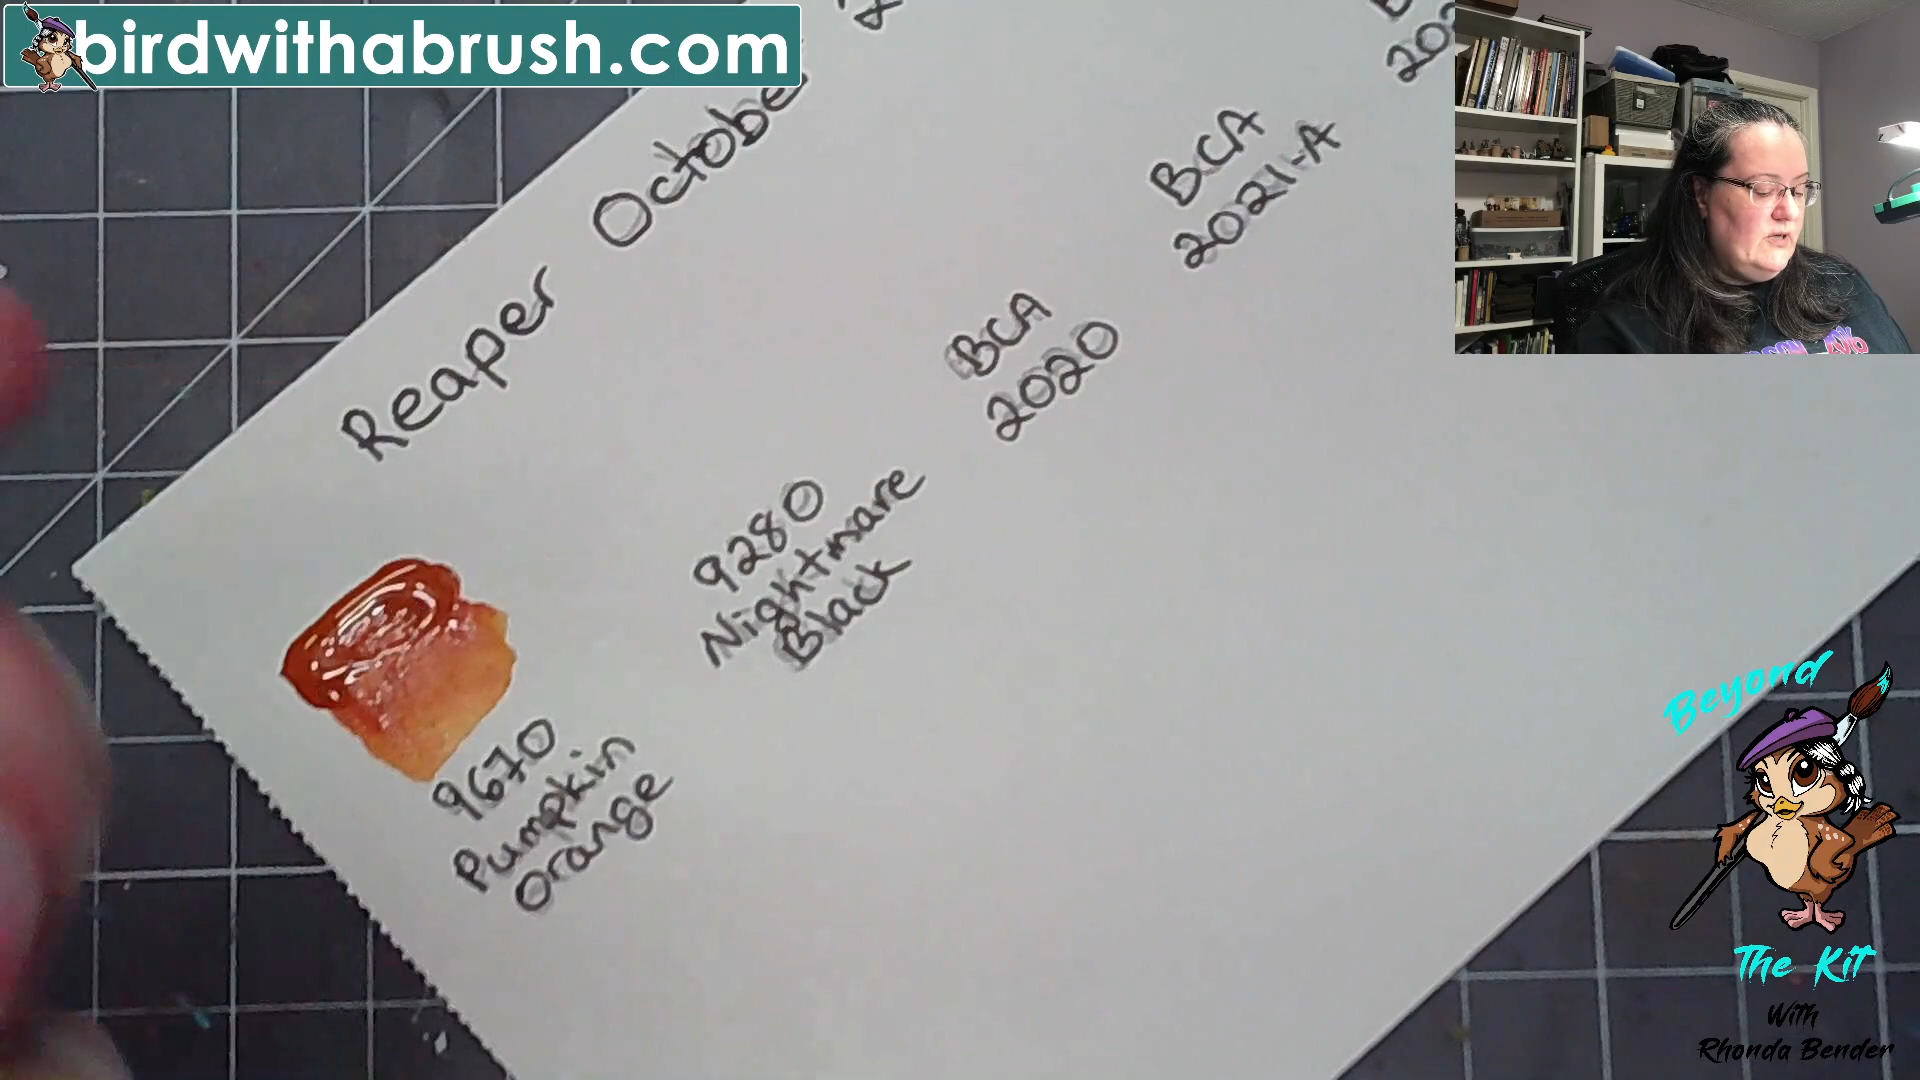 birdwithabrush.com
Reaper October
BCA
2021-A
BCA
2020
9280
Nightmare
Black
9670
Pumpkin
Orange
Beyond
The Kit
With
Rhonda Bender